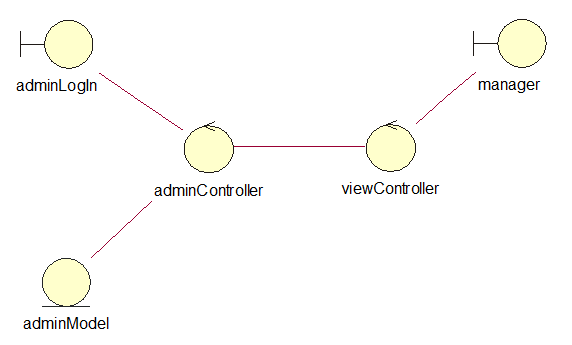 adminLogIn
manager
adminController
viewController
adminModel